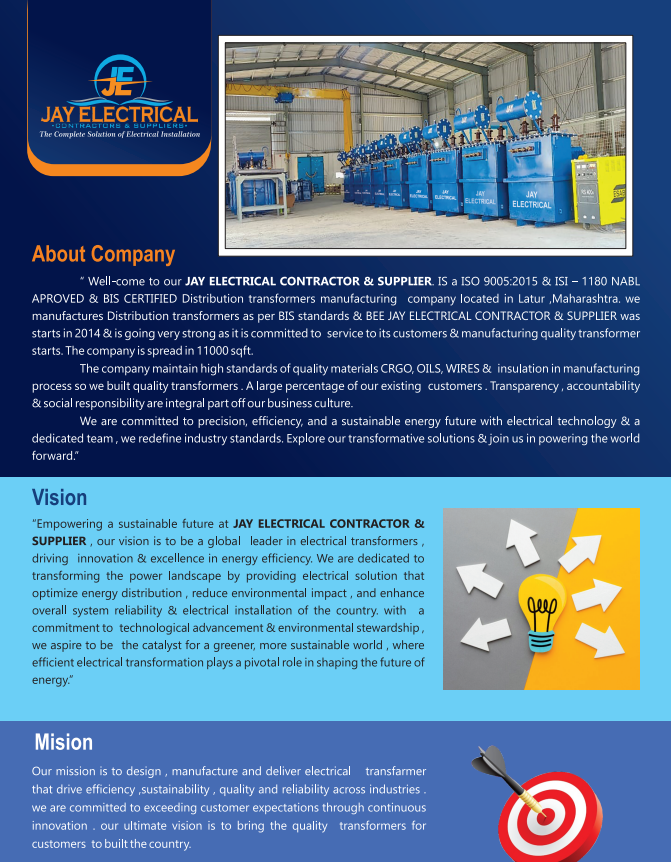 JE
JAY ELECTRICAL
CONTRACTORS & SUPPLIERS
The Complete Solution of Electrical Installation
JAY
ELECTRICAL
JAY
ELECTRICAL
About Company
“ Well-come to our JAY ELECTRICAL CONTRACTOR & SUPPLIER. IS a ISO 9005:2015 & ISI – 1180 NABL
APROVED & BIS CERTIFIED Distribution transformers manufacturing company located in Latur ,Maharashtra. we
manufactures Distribution transformers as per BIS standards & BEE JAY ELECTRICAL CONTRACTOR & SUPPLIER was
starts in 2014 & is going very strong as it is committed to service to its customers & manufacturing quality transformer
starts. The company is spread in 11000 sqft.
The company maintain high standards of quality materials CRGO, OILS, WIRES & insulation in manufacturing
process so we built quality transformers . A large percentage of our existing customers . Transparency , accountability
& social responsibility are integral part off our business culture.
We are committed to precision, efficiency, and a sustainable energy future with electrical technology & a
dedicated team , we redefine industry standards. Explore our transformative solutions & join us in powering the world
forward.”
Vision
“Empowering a sustainable future at JAY ELECTRICAL CONTRACTOR &
SUPPLIER , our vision is to be a global leader in electrical transformers ,
driving innovation & excellence in energy efficiency. We are dedicated to
transforming the power landscape by providing electrical solution that
optimize energy distribution , reduce environmental impact , and enhance
overall system reliability & electrical installation of the country. with a
commitment to technological advancement & environmental stewardship ,
we aspire to be the catalyst for a greener, more sustainable world , where
efficient electrical transformation plays a pivotal role in shaping the future of
energy.”
Mision
Our mission is to design , manufacture and deliver electrical transfarmer
that drive efficiency ,sustainability , quality and reliability across industries .
we are committed to exceeding customer expectations through continuous
innovation . our ultimate vision is to bring the quality transformers for
customers to built the country.